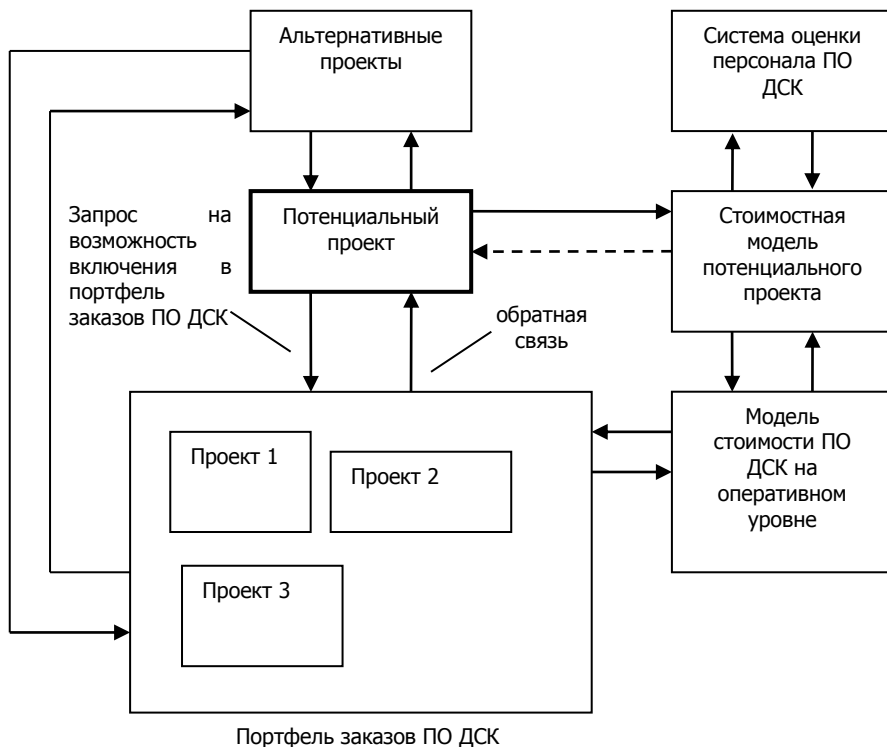 Альтернативные
проекты
Система оценки
персонала ПО
ДСК
Запрос на
возможность
включения в
портфель
заказов ПО ДСК
Потенциальный
проект
Стоимостная
модель
потенциального
проекта
обратная
связь
Проект 1
Проект 2
Проект 3
Модель
стоимости ПО
ДСК на
оперативном
уровне
Портфель заказов ПО ДСК